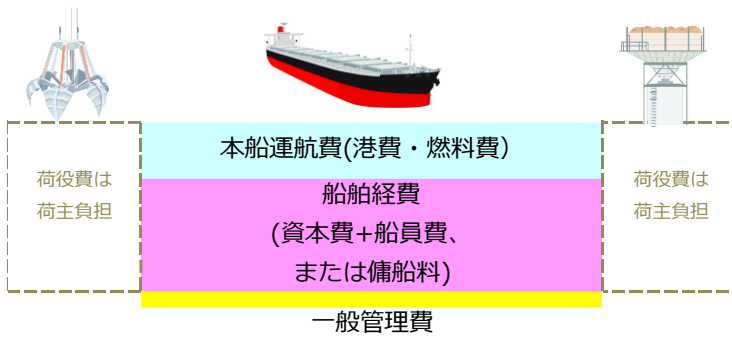 本船運航費(港費・燃料費)
荷役費は
荷主負担
船舶経費
(資本費+船員費、
または傭船料)
荷役費は
荷主負担
一般管理費